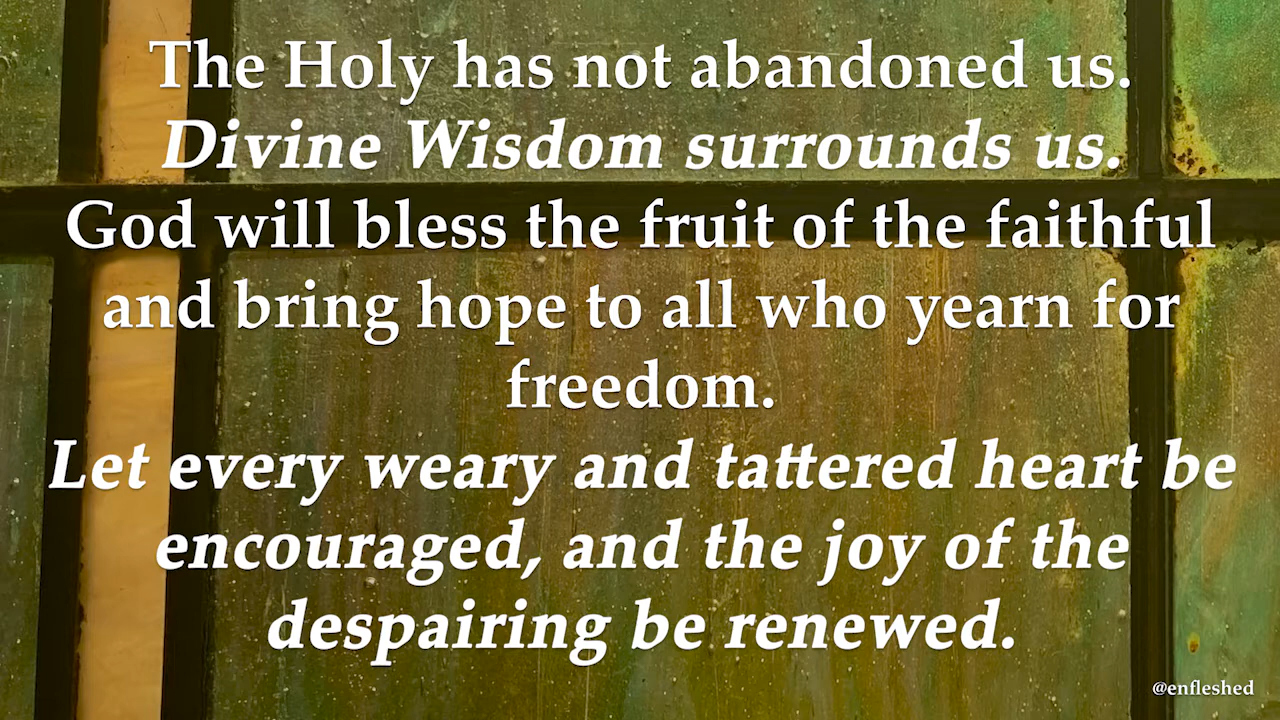 The Holy has not abandoned us.
Divine Wisdom surrounds us.
God will bless the fruit of the faithful
and bring hope to all who yearn for
freedom.
Let every weary and tattered heart be
encouraged, and the joy of the
despairing be renewed.
@enfleshed